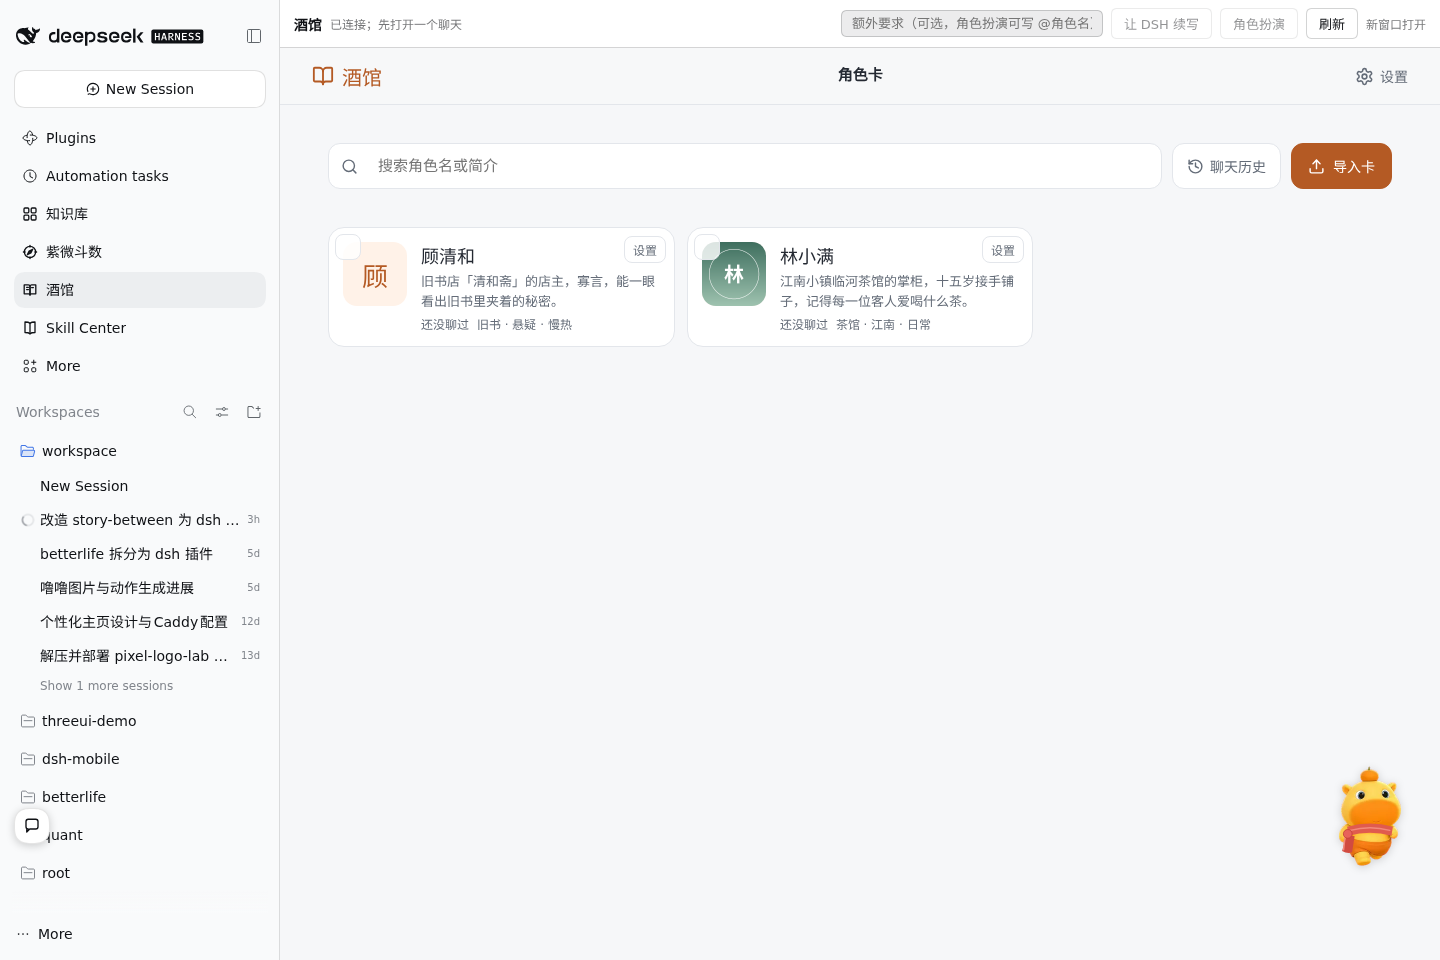 deepseek HARNESS
New Session
Plugins
Automation tasks
知识库
紫微斗数
酒馆
Skill Center
More
Workspaces
workspace
New Session
改造 story-between 为 dsh ... 3h
betterlife 拆分为 dsh 插件 5d
噜噜图片与动作生成进展 5d
个性化主页设计与Caddy配置 12d
解压并部署 pixel-logo-lab ... 13d
Show 1 more sessions
threeui-demo
dsh-mobile
betterlife
quant
root
··· More
酒馆 已连接；先打开一个聊天
额外要求（可选，角色扮演可写 @角色名 让 DSH 续写 角色扮演 刷新 新窗口打开
酒馆 角色卡 设置
搜索角色名或简介 聊天历史 导入卡
顾
顾清和 设置
旧书店「清和斋」的店主，寡言，能一眼
看出旧书里夹着的秘密。
还没聊过 旧书 · 悬疑 · 慢热
林
林小满 设置
江南小镇临河茶馆的掌柜，十五岁接手铺
子，记得每一位客人爱喝什么茶。
还没聊过 茶馆 · 江南 · 日常